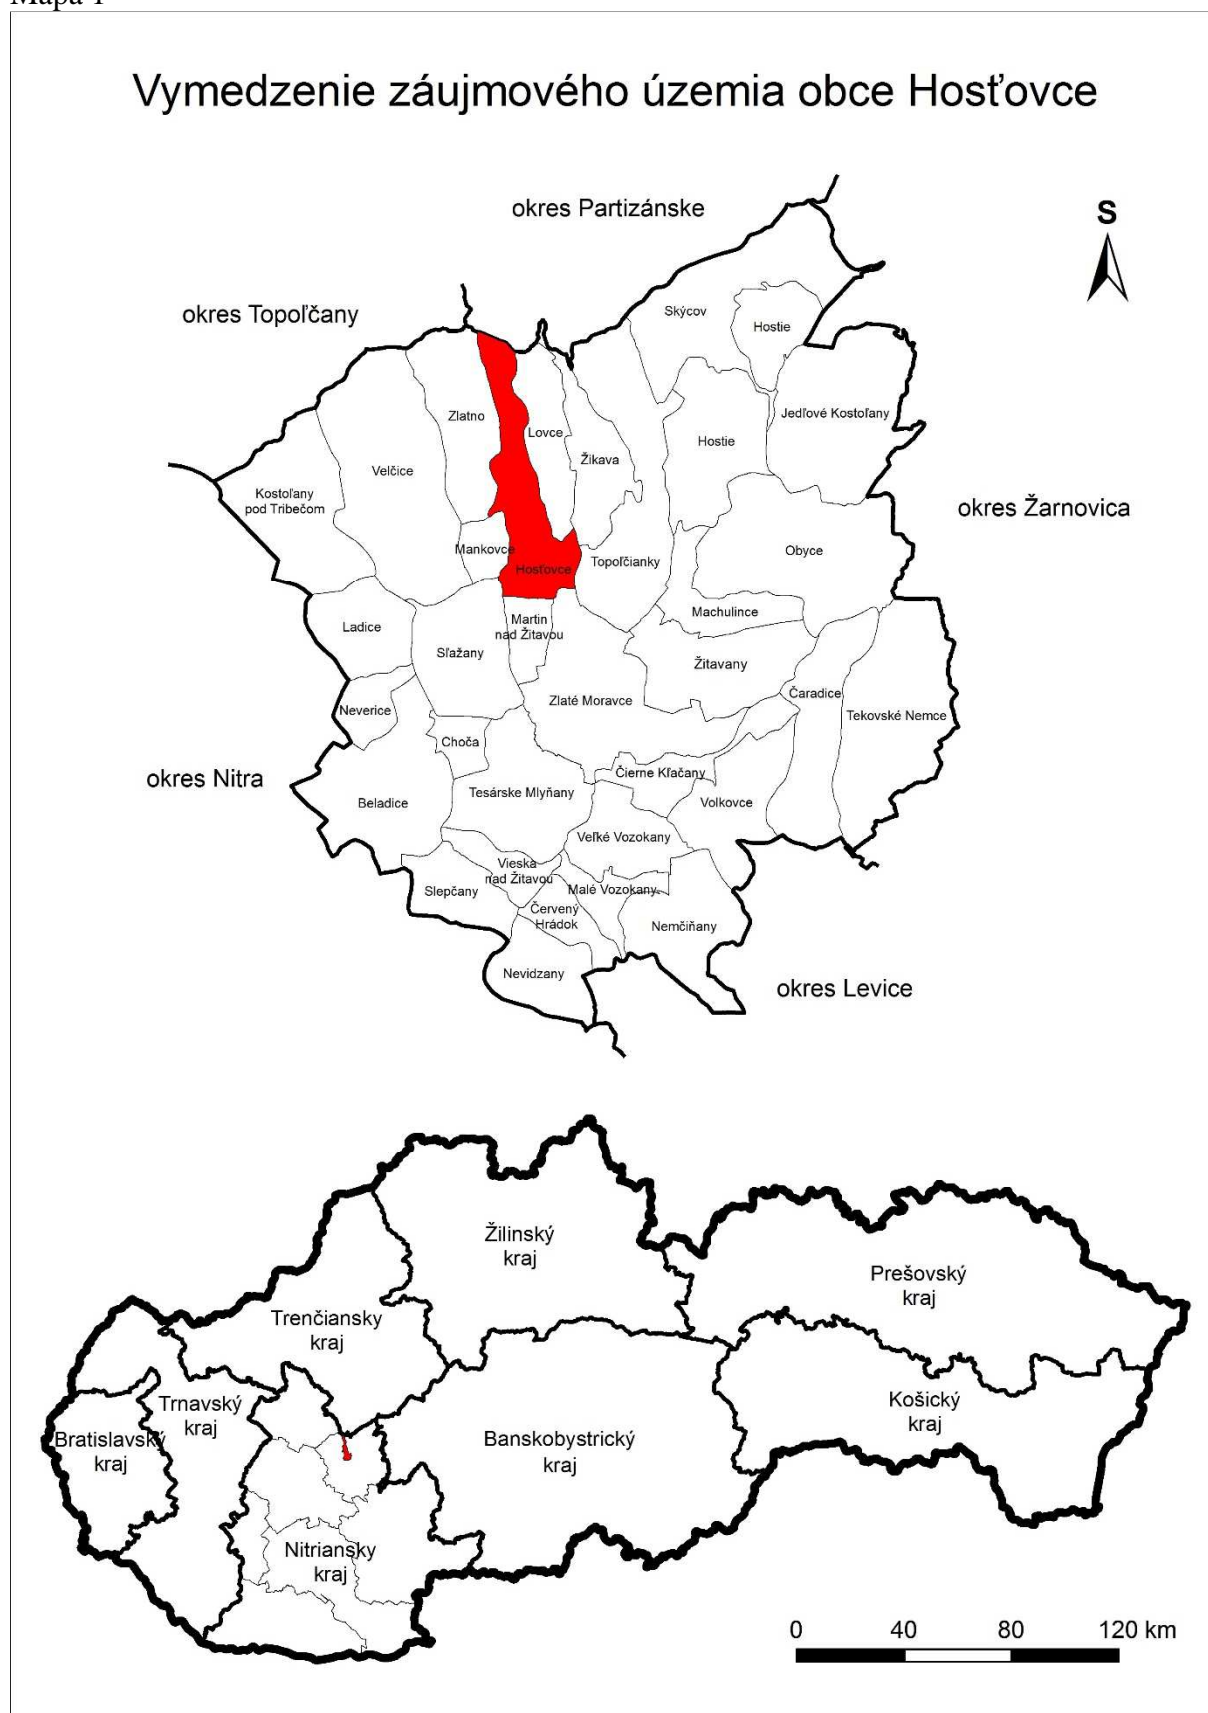 Mapa 1
Vymedzenie záujmového územia obce Hosťovce
okres Partizánske
S
okres Topoľčany
Skýcov
Hostie
Jedľové Kostoľany
Zlatno
Lovce
Hostie
Žikava
Velčice
Kostoľany
pod Tribečom
okres Žarnovica
Mankovce
Obyce
Topoľčianky
Hosťovce
Machulince
Martin
nad Žitavou
Ladice
Sľažany
Žitavany
Čaradice
Zlaté Moravce
Neverice
Tekovské Nemce
Choča
okres Nitra
Čierne Kľačany
Tesárske Mlyňany
Beladice
Volkovce
Veľké Vozokany
Vieska
nad Žitavou
Slepčany
Malé Vozokany
Červený
Hrádok
Nemčiňany
Nevidzany
okres Levice
Žilinský
kraj
Prešovský
kraj
Trenčiansky
kraj
Trnavský
kraj
Košický
kraj
Bratislavský
kraj
Banskobystrický
kraj
Nitriansky
kraj
0 40 80 120 km